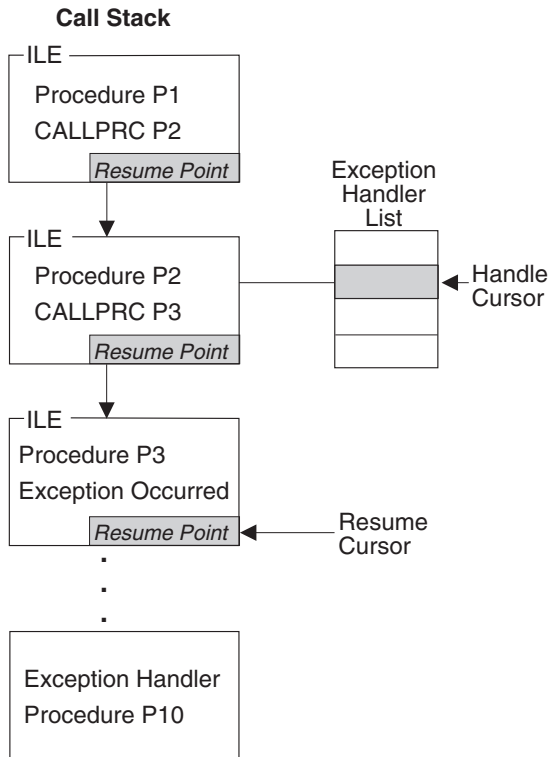 Call Stack
ILE
Procedure P1
CALLPRC P2
Resume Point
Exception
Handler
List
ILE
Procedure P2
CALLPRC P3
Resume Point
Handle
Cursor
ILE
Procedure P3
Exception Occurred
Resume Point
Resume
Cursor
Exception Handler
Procedure P10